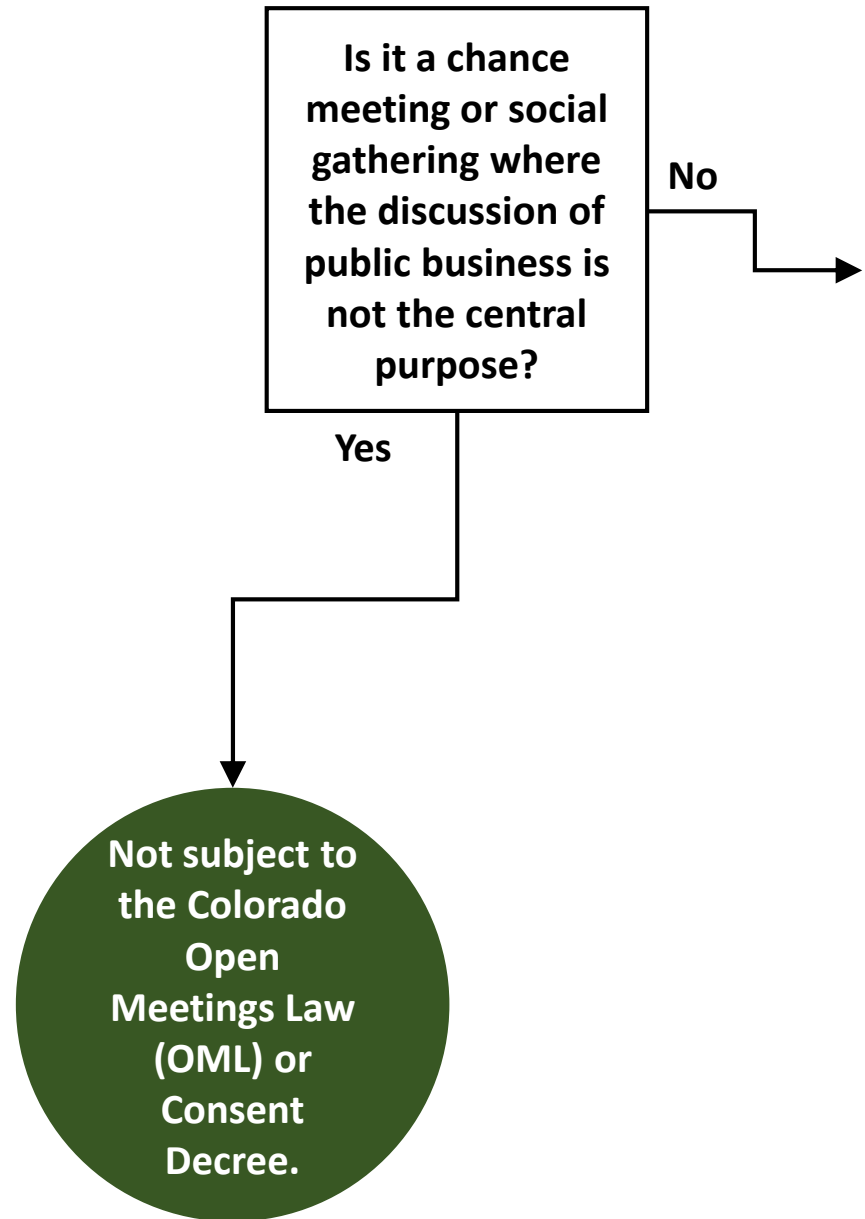 Is it a chance
meeting or social
gathering where
the discussion of
public business is
not the central
purpose?
No
Yes
Not subject to
the Colorado
Open
Meetings Law
(OML) or
Consent
Decree.